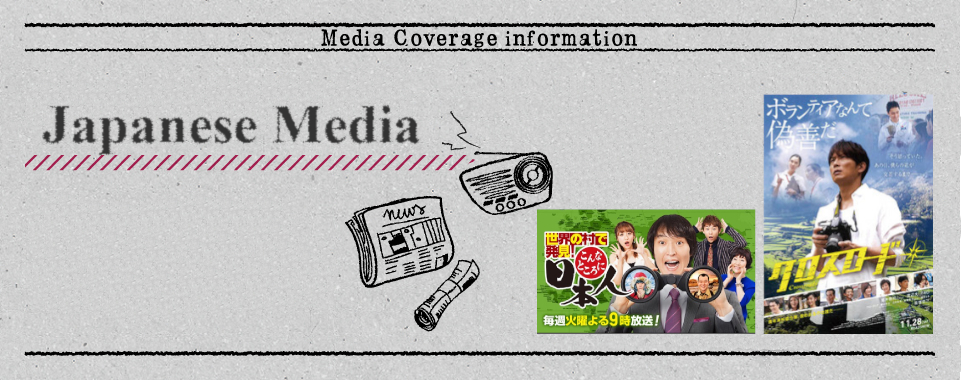 Media Coverage information
Japanese Media
news
世界の村で
発見!
こんな
ところに
日本人
毎週火曜よる9時放送!
ボランティアなんて
偽善だ
クロスロード
11.28